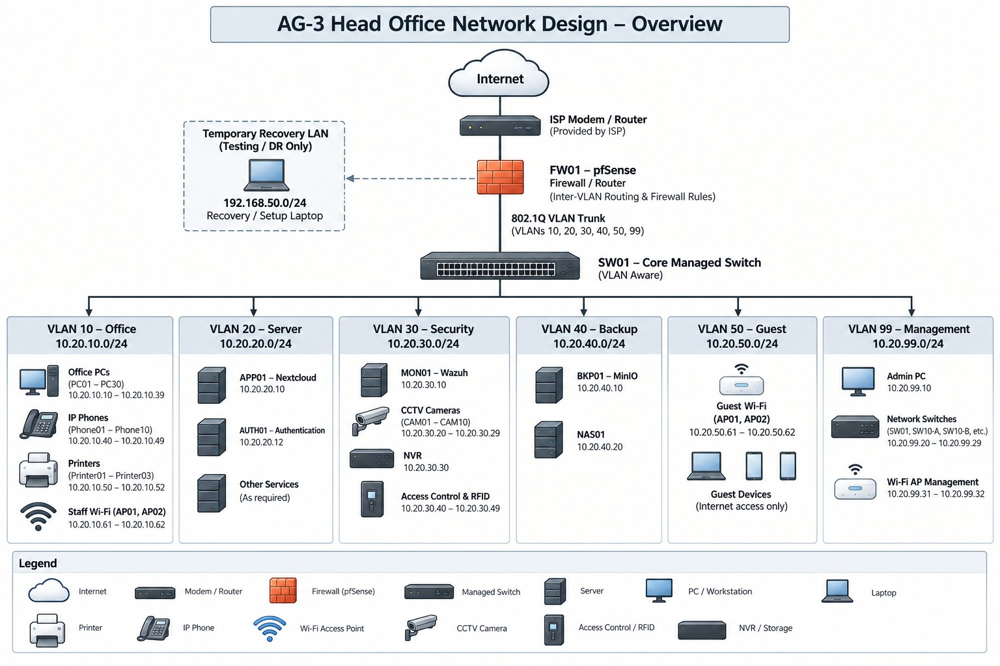 AG-3 Head Office Network Design – Overview
Internet
ISP Modem / Router
(Provided by ISP)
Temporary Recovery LAN
(Testing / DR Only)
192.168.50.0/24
Recovery / Setup Laptop
FW01 – pfSense
Firewall / Router
(Inter-VLAN Routing & Firewall Rules)
802.1Q VLAN Trunk
(VLANs 10, 20, 30, 40, 50, 99)
SW01 – Core Managed Switch
(VLAN Aware)
VLAN 10 – Office
10.20.10.0/24
Office PCs
(PC01 – PC30)
10.20.10.10 – 10.20.10.39
IP Phones
(Phone01 – Phone10)
10.20.10.40 – 10.20.10.49
Printers
(Printer01 – Printer03)
10.20.10.50 – 10.20.10.52
Staff Wi-Fi (AP01, AP02)
10.20.10.61 – 10.20.10.62
VLAN 20 – Server
10.20.20.0/24
APP01 – Nextcloud
10.20.20.10
AUTH01 – Authentication
10.20.20.12
Other Services
(As required)
VLAN 30 – Security
10.20.30.0/24
MON01 – Wazuh
10.20.30.10
CCTV Cameras
(CAM01 – CAM10)
10.20.30.20 – 10.20.30.29
NVR
10.20.30.30
Access Control & RFID
10.20.30.40 – 10.20.30.49
VLAN 40 – Backup
10.20.40.0/24
BKP01 – MinIO
10.20.40.10
NAS01
10.20.40.20
VLAN 50 – Guest
10.20.50.0/24
Guest Wi-Fi
(AP01, AP02)
10.20.50.61 – 10.20.50.62
Guest Devices
(Internet access only)
VLAN 99 – Management
10.20.99.0/24
Admin PC
10.20.99.10
Network Switches
(SW01, SW10-A, SW10-B, etc.)
10.20.99.20 – 10.20.99.29
Wi-Fi AP Management
10.20.99.31 – 10.20.99.32
Legend
Internet
Modem / Router
Firewall (pfSense)
Managed Switch
Server
PC / Workstation
Laptop
Printer
IP Phone
Wi-Fi Access Point
CCTV Camera
Access Control / RFID
NVR / Storage